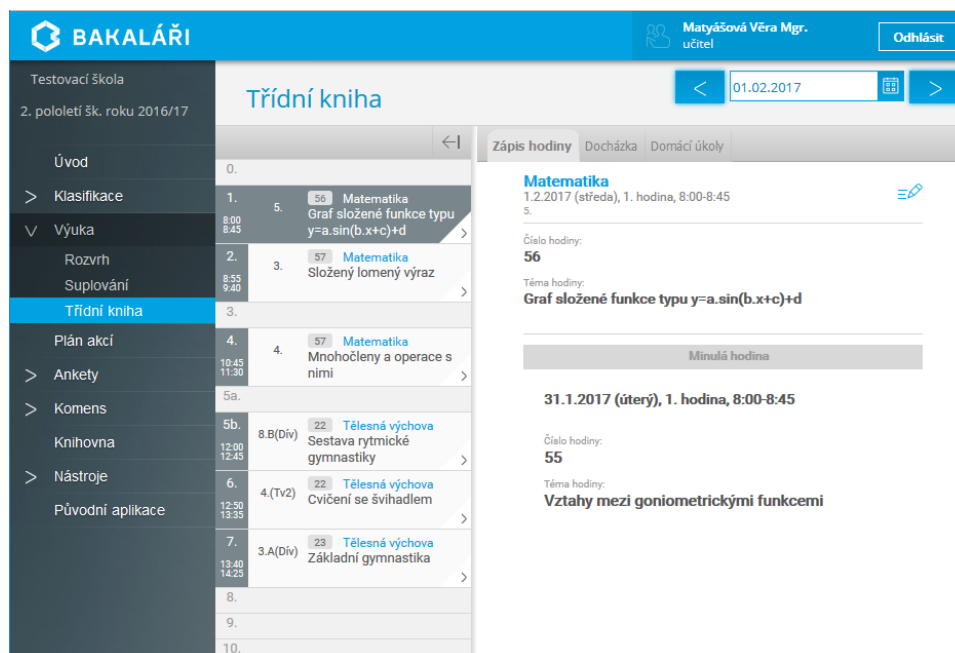 BAKALÁŘI
Matyášová Věra Mgr.
učitel
Odhlásit
Testovací škola
2. pololetí šk. roku 2016/17
Úvod
> Klasifikace
V Výuka
Rozvrh
Suplování
Třídní kniha
Plán akcí
> Ankety
> Komens
Knihovna
> Nástroje
Původní aplikace
Třídní kniha
< 01.02.2017 >
0.
1. 8:00 8:45 5. 56 Matematika
Graf složené funkce typu
y=a.sin(b.x+c)+d
2. 8:55 9:40 3. 57 Matematika
Složený lomený výraz
3.
4. 10:45 11:30 4. 57 Matematika
Mnohočleny a operace s
nimi
5a.
5b. 12:00 12:45 8.B(Dív) 22 Tělesná výchova
Sestava rytmické
gymnastiky
6. 12:50 13:35 4.(Tv2) 22 Tělesná výchova
Cvičení se švihadlem
7. 13:40 14:25 3.A(Dív) 23 Tělesná výchova
Základní gymnastika
8.
9.
10.
Zápis hodiny Docházka Domácí úkoly
Matematika
1.2.2017 (středa), 1. hodina, 8:00-8:45
5.
Číslo hodiny:
56
Téma hodiny:
Graf složené funkce typu y=a.sin(b.x+c)+d
Minulá hodina
31.1.2017 (úterý), 1. hodina, 8:00-8:45
Číslo hodiny:
55
Téma hodiny:
Vztahy mezi goniometrickými funkcemi